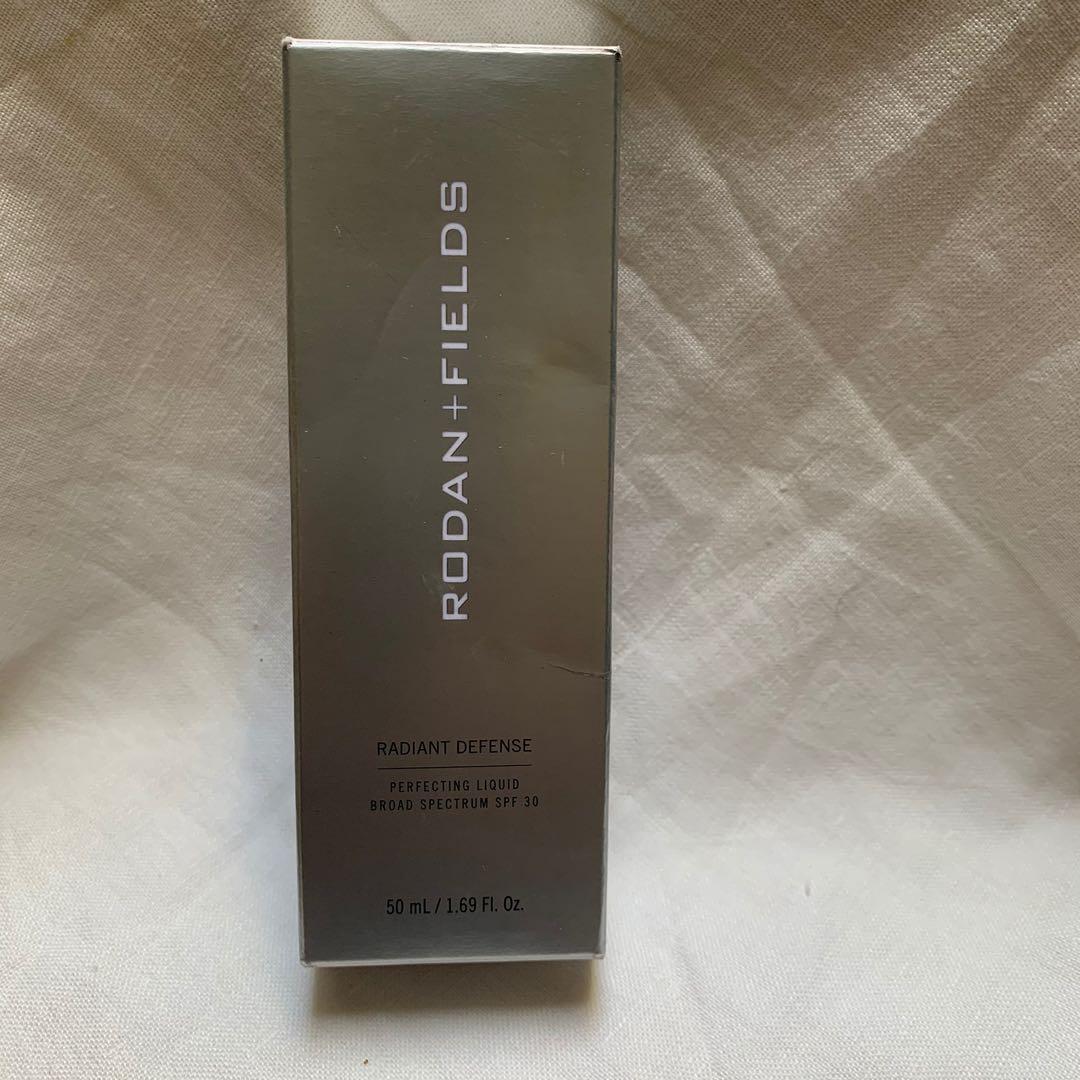 RODAN+FIELDS
RADIANT DEFENSE
PERFECTING LIQUID
BROAD SPECTRUM SPF 30
50 mL / 1.69 Fl. Oz.